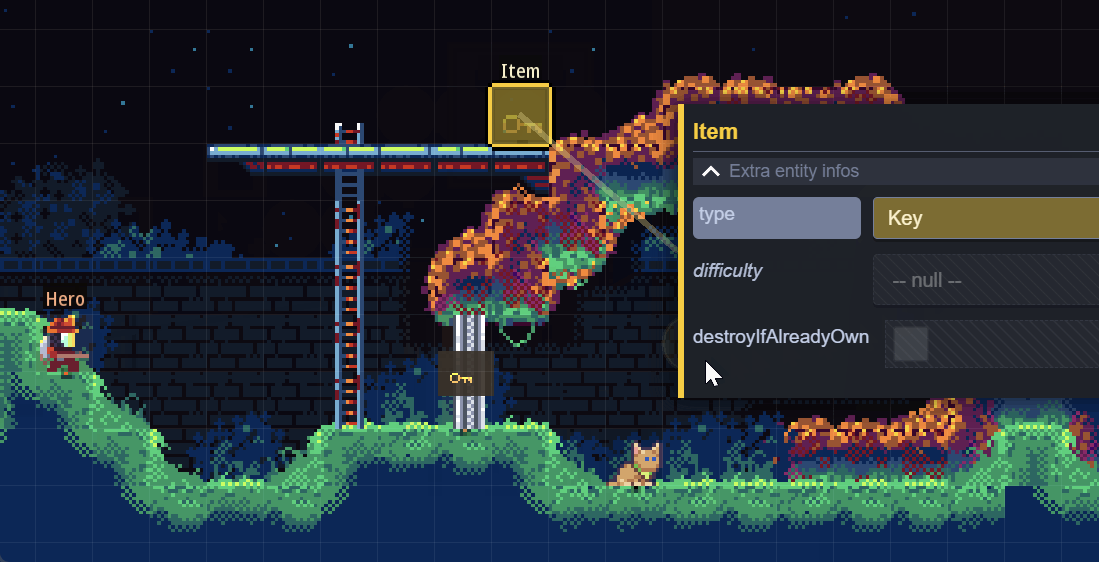 Item
Item
Extra entity infos
type
Key
difficulty
-- null --
Hero
destroyIfAlreadyOwn